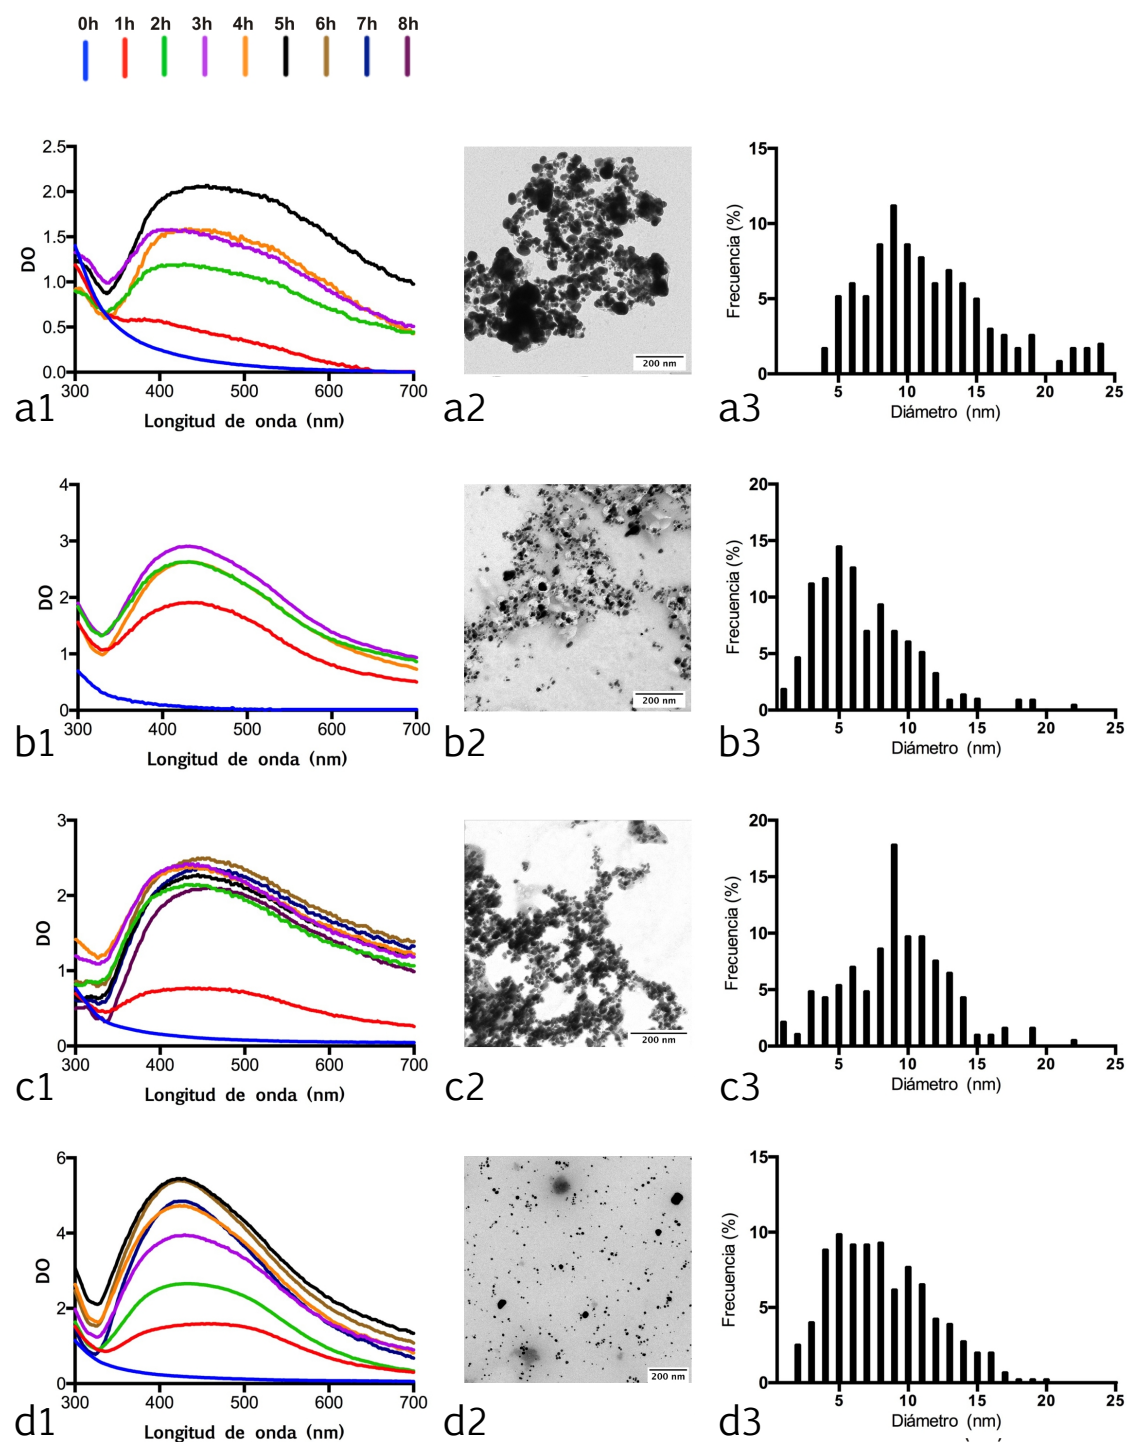 0h 1h 2h 3h 4h 5h 6h 7h 8h
2.5
2.0
1.5
1.0
0.5
0.0
DO
300 400 500 600 700
Longitud de onda (nm)
a1
200 nm
a2
15
10
5
0
Frecuencia (%)
5 10 15 20 25
Diámetro (nm)
a3
4
3
2
1
0
DO
300 400 500 600 700
Longitud de onda (nm)
b1
200 nm
b2
20
15
10
5
0
Frecuencia (%)
5 10 15 20 25
Diámetro (nm)
b3
3
2
1
0
DO
300 400 500 600 700
Longitud de onda (nm)
c1
200 nm
c2
20
15
10
5
0
Frecuencia (%)
5 10 15 20 25
Diámetro (nm)
c3
6
4
2
0
DO
300 400 500 600 700
Longitud de onda (nm)
d1
200 nm
d2
15
10
5
0
Frecuencia (%)
5 10 15 20 25
Diámetro (nm)
d3